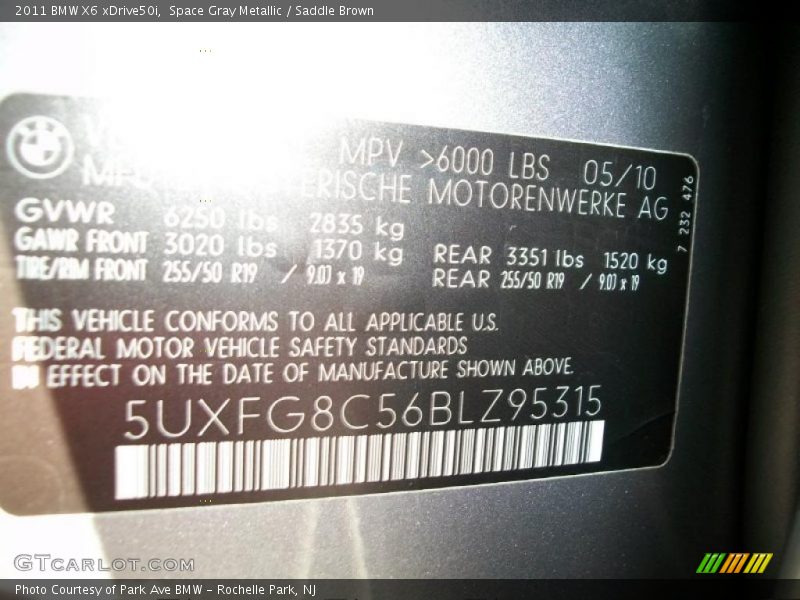 2011 BMW X6 xDrive50i, Space Gray Metallic / Saddle Brown
BMW
MPV >6000 LBS 05/10
ERISCHE MOTORENWERKE AG
7 232 476
GVWR 6250 lbs 2835 kg
GAWR FRONT 3020 lbs 1370 kg REAR 3351 lbs 1520 kg
TIRE/RIM FRONT 255/50 R19 / 9.0J x 19 REAR 255/50 R19 / 9.0J x 19
THIS VEHICLE CONFORMS TO ALL APPLICABLE U.S.
FEDERAL MOTOR VEHICLE SAFETY STANDARDS
IN EFFECT ON THE DATE OF MANUFACTURE SHOWN ABOVE.
5UXFG8C56BLZ95315
GTCARLOT.COM
Photo Courtesy of Park Ave BMW - Rochelle Park, NJ